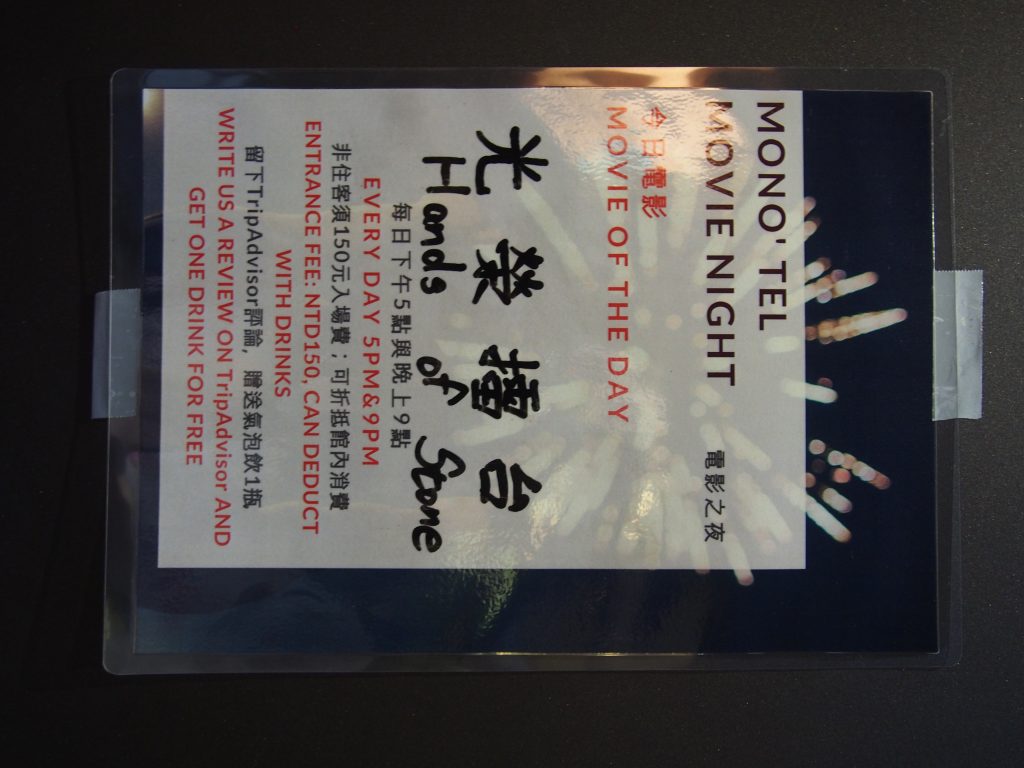 MONO' TEL
MOVIE NIGHT 電影之夜
今日電影
MOVIE OF THE DAY
光榮擂台
Hands of Stone
每日下午5點與晚上9點
EVERY DAY 5PM&9PM
非住客須150元入場費；可折抵館內消費
ENTRANCE FEE: NTD150, CAN DEDUCT
WITH DRINKS
留下TripAdvisor評論，贈送氣泡飲1瓶
WRITE US A REVIEW ON TripAdvisor AND
GET ONE DRINK FOR FREE